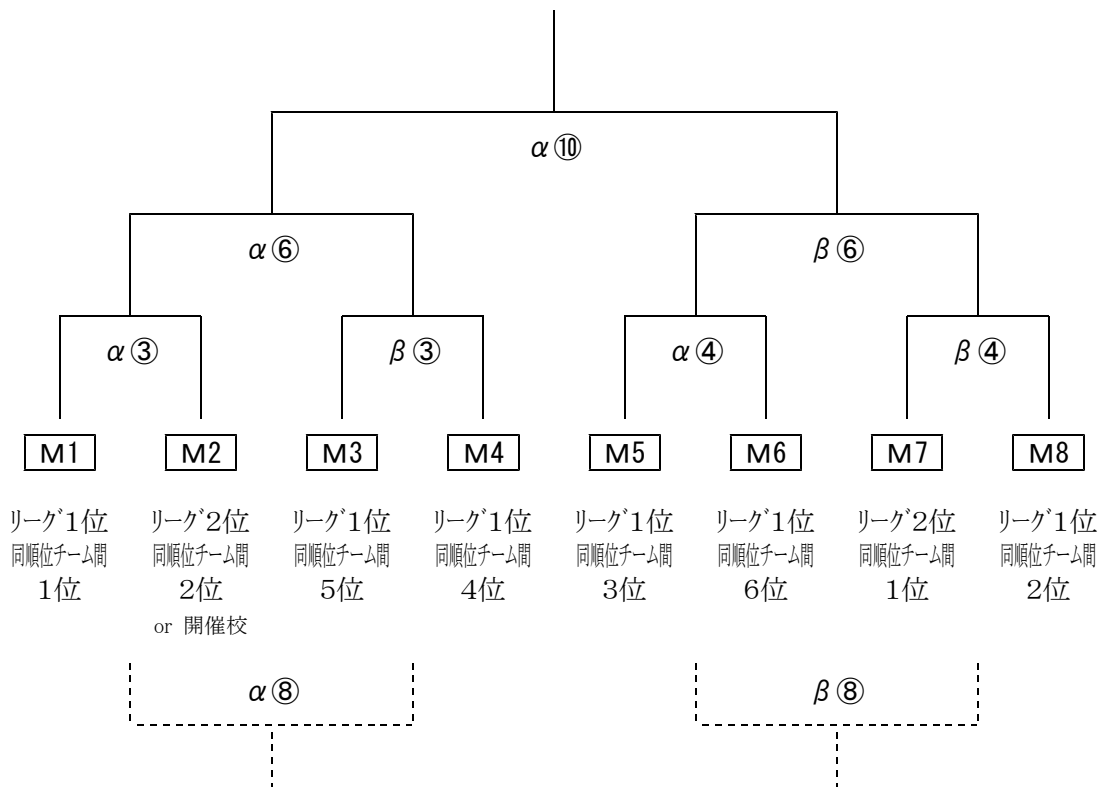 α⑩
α⑥ β⑥
α③ β③ α④ β④
M1 M2 M3 M4 M5 M6 M7 M8
リーグ1位 リーグ2位 リーグ1位 リーグ1位 リーグ1位 リーグ1位 リーグ2位 リーグ1位
同順位チーム間 同順位チーム間 同順位チーム間 同順位チーム間 同順位チーム間 同順位チーム間 同順位チーム間 同順位チーム間
1位 2位 5位 4位 3位 6位 1位 2位
or 開催校
α⑧ β⑧